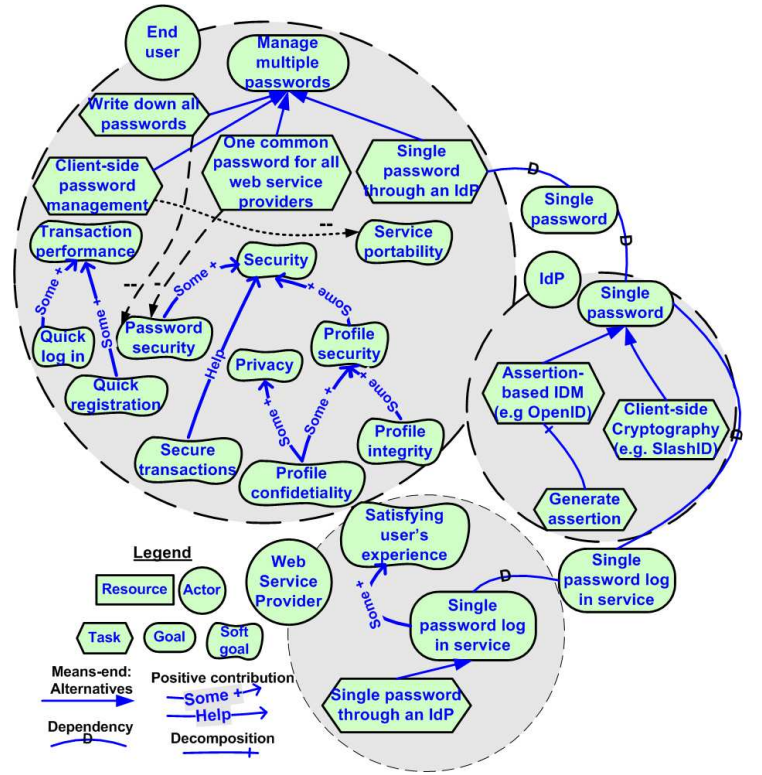 End
user
Manage
multiple
passwords
Write down all
passwords
One common
password for all
web service
providers
Client-side
password
management
Single
password
through an IdP
D
Single
password
D
Transaction
performance
--
Service
portability
Security
IdP
Single
password
Some +
Some +
-- -
Some +
Some +
Quick
log in
Password
security
Help
Profile
security
Privacy
Quick
registration
Assertion-
based IDM
(e.g OpenID)
Client-side
Cryptography
(e.g. SlashID)
D
Some +
Some +
Some +
Secure
transactions
Profile
integrity
Profile
confidetiality
Generate
assertion
Satisfying
user's
experience
Web
Service
Provider
Single
password log
in service
D
Some +
Single
password log
in service
Single password
through an IdP
Legend
Resource
Actor
Task
Goal
Soft
goal
Means-end:
Alternatives
Positive contribution
Some +
Help
Dependency
D
Decomposition